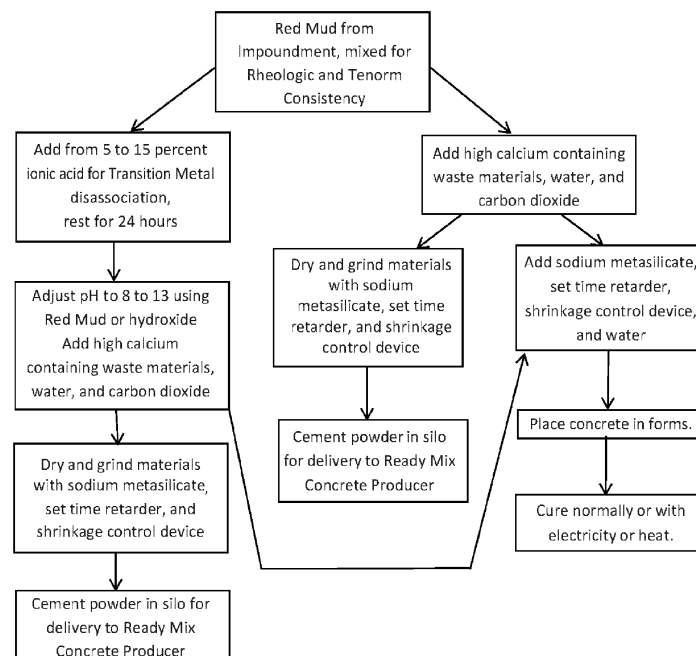 Red Mud from
Impoundment, mixed for
Rheologic and Tenorm
Consistency
Add from 5 to 15 percent
ionic acid for Transition Metal
disassociation,
rest for 24 hours
Add high calcium containing
waste materials, water, and
carbon dioxide
Adjust pH to 8 to 13 using
Red Mud or hydroxide
Add high calcium
containing waste materials,
water, and carbon dioxide
Dry and grind materials
with sodium
metasilicate, set time
retarder, and shrinkage
control device
Add sodium metasilicate,
set time retarder,
shrinkage control device,
and water
Cement powder in silo
for delivery to Ready Mix
Concrete Producer
Place concrete in forms.
Cure normally or with
electricity or heat.
Dry and grind materials
with sodium metasilicate,
set time retarder, and
shrinkage control device
Cement powder in silo for
delivery to Ready Mix
Concrete Producer